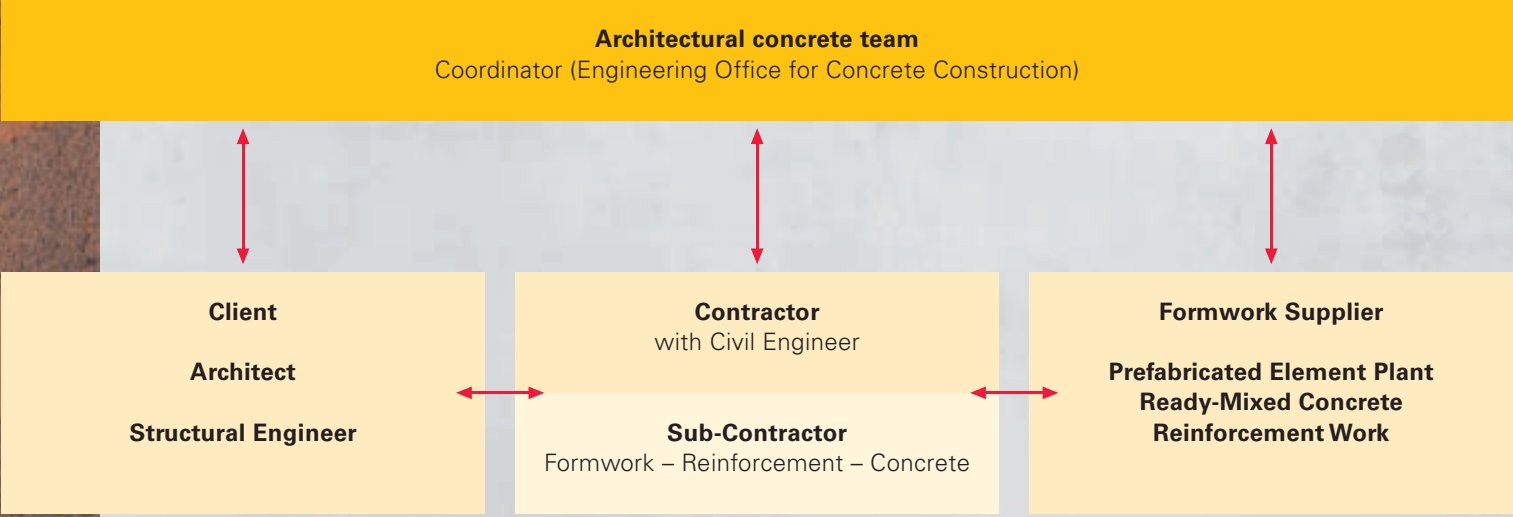 Architectural concrete team
Coordinator (Engineering Office for Concrete Construction)
Client
Architect
Structural Engineer
Contractor
with Civil Engineer
Sub-Contractor
Formwork – Reinforcement – Concrete
Formwork Supplier
Prefabricated Element Plant
Ready-Mixed Concrete
Reinforcement Work